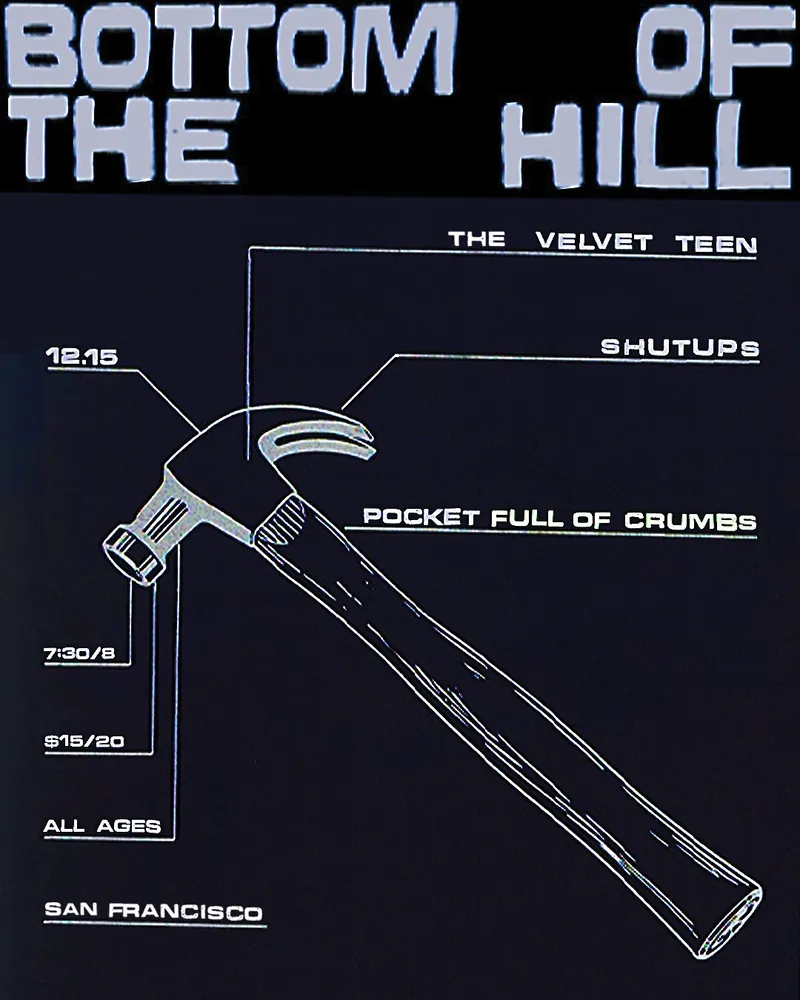 BOTTOM OF
THE HILL
THE VELVET TEEN
12.15
SHUTUPS
POCKET FULL OF CRUMBS
7:30/8
$15/20
ALL AGES
SAN FRANCISCO